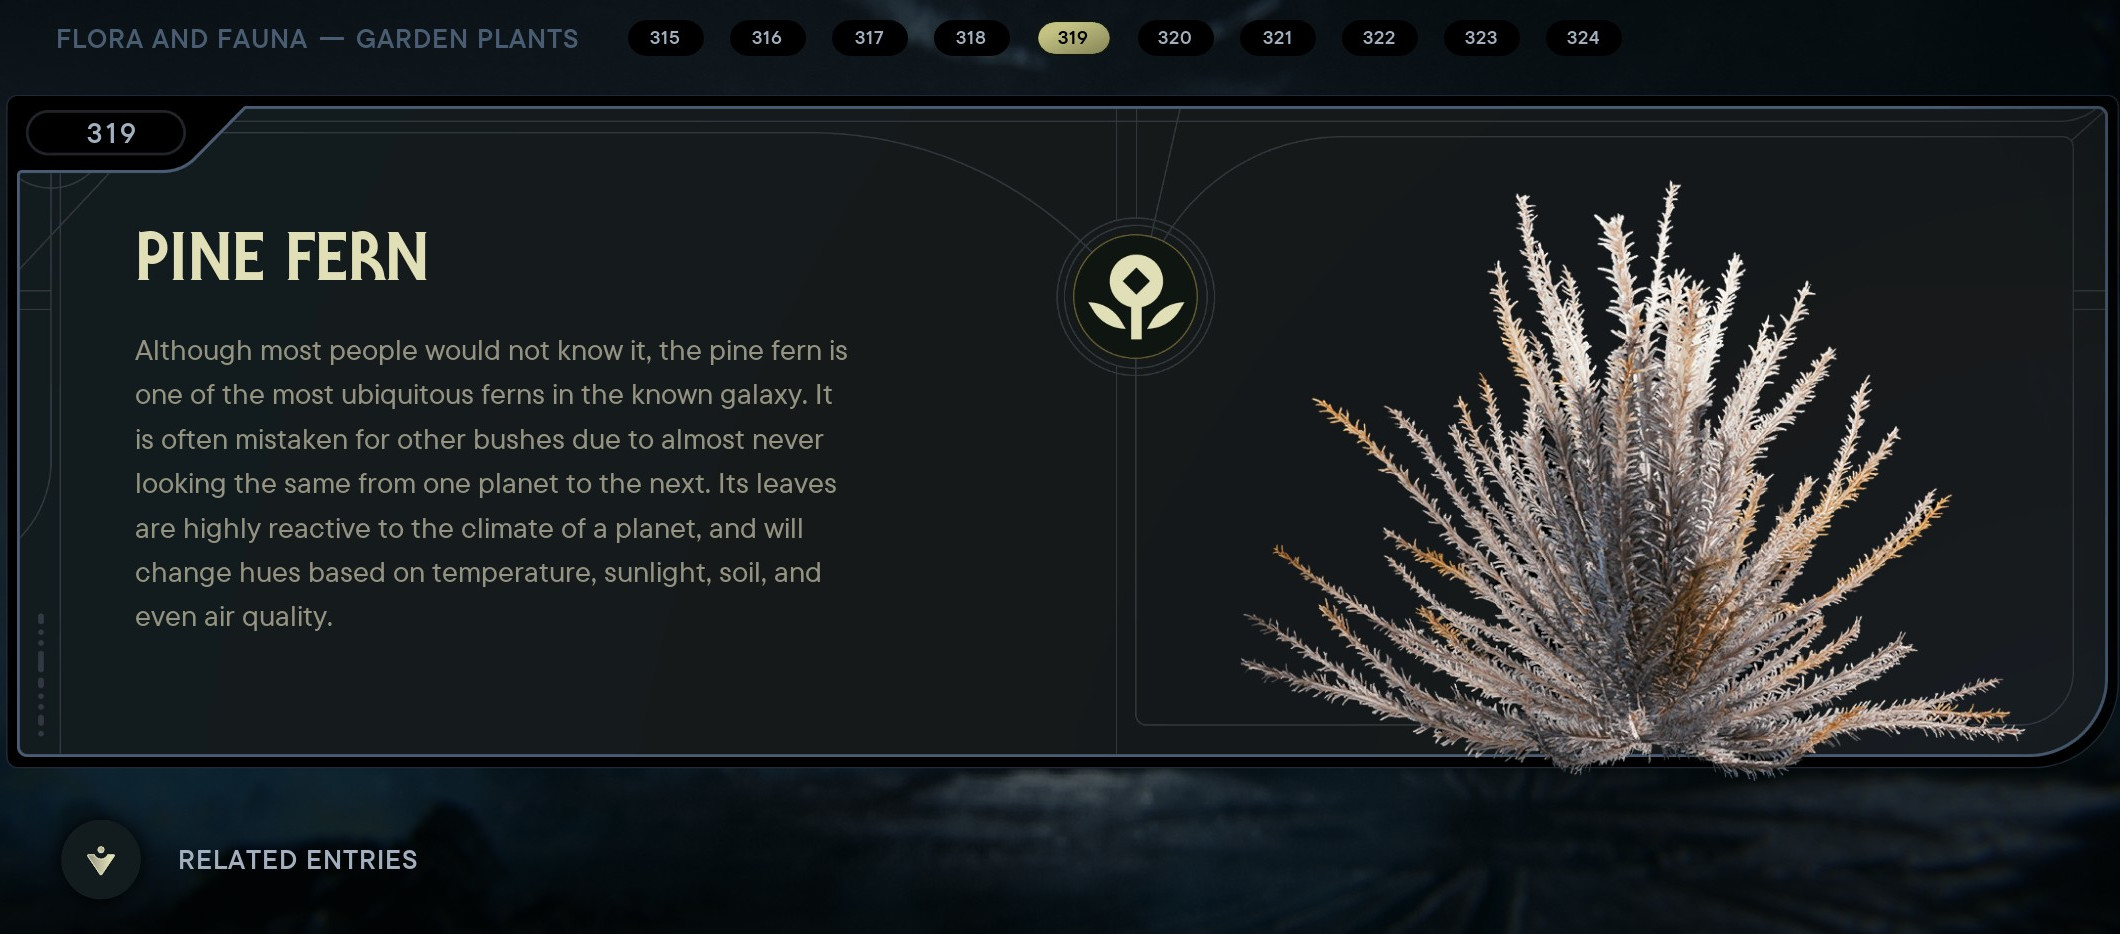 FLORA AND FAUNA — GARDEN PLANTS
315 316 317 318 319 320 321 322 323 324
319
PINE FERN
Although most people would not know it, the pine fern is
one of the most ubiquitous ferns in the known galaxy. It
is often mistaken for other bushes due to almost never
looking the same from one planet to the next. Its leaves
are highly reactive to the climate of a planet, and will
change hues based on temperature, sunlight, soil, and
even air quality.
RELATED ENTRIES